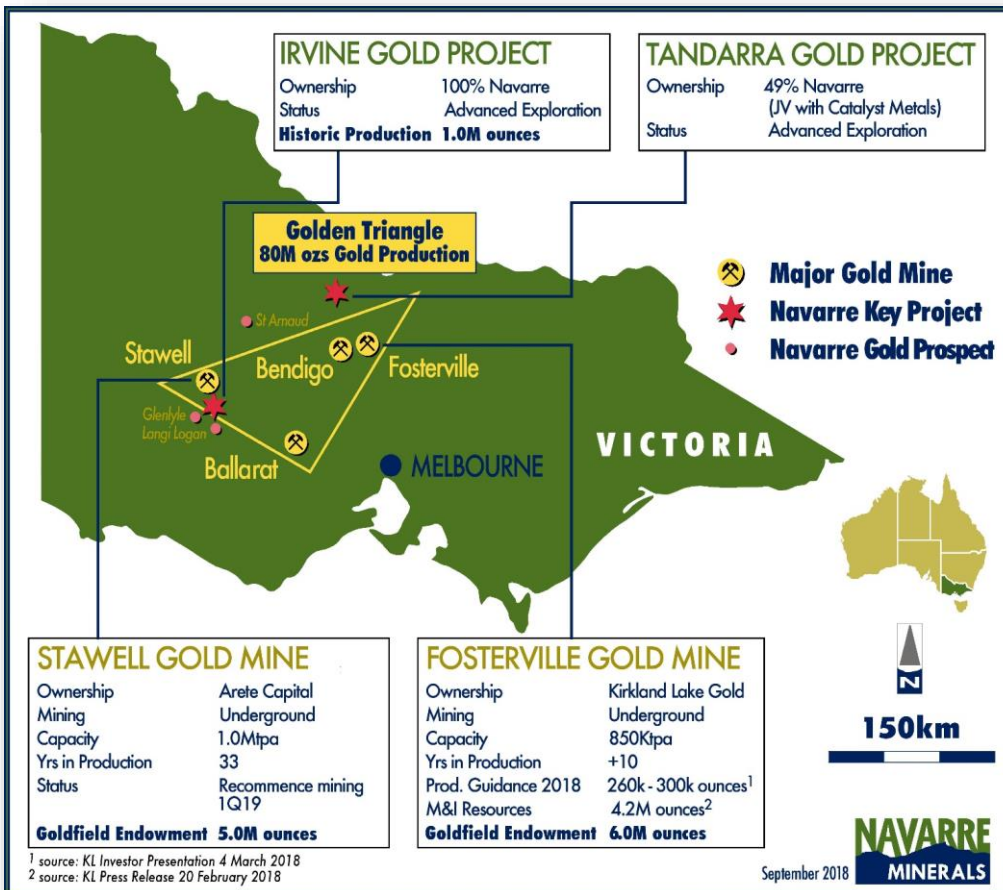 IRVINE GOLD PROJECT
Ownership 100% Navarre
Status Advanced Exploration
Historic Production 1.0M ounces
TANDARRA GOLD PROJECT
Ownership 49% Navarre
(JV with Catalyst Metals)
Status Advanced Exploration
Golden Triangle
80M ozs Gold Production
Major Gold Mine
Navarre Key Project
Navarre Gold Prospect
St Arnaud
Stawell
Bendigo
Fosterville
Glenlyle
Langi Logan
Ballarat
MELBOURNE
VICTORIA
STAWELL GOLD MINE
Ownership Arete Capital
Mining Underground
Capacity 1.0Mtpa
Yrs in Production 33
Status Recommence mining
1Q19
Goldfield Endowment 5.0M ounces
FOSTERVILLE GOLD MINE
Ownership Kirkland Lake Gold
Mining Underground
Capacity 850Ktpa
Yrs in Production +10
Prod. Guidance 2018 260k - 300k ounces¹
M&I Resources 4.2M ounces²
Goldfield Endowment 6.0M ounces
N
150km
¹ source: KL Investor Presentation 4 March 2018
² source: KL Press Release 20 February 2018
September 2018
NAVARRE
MINERALS